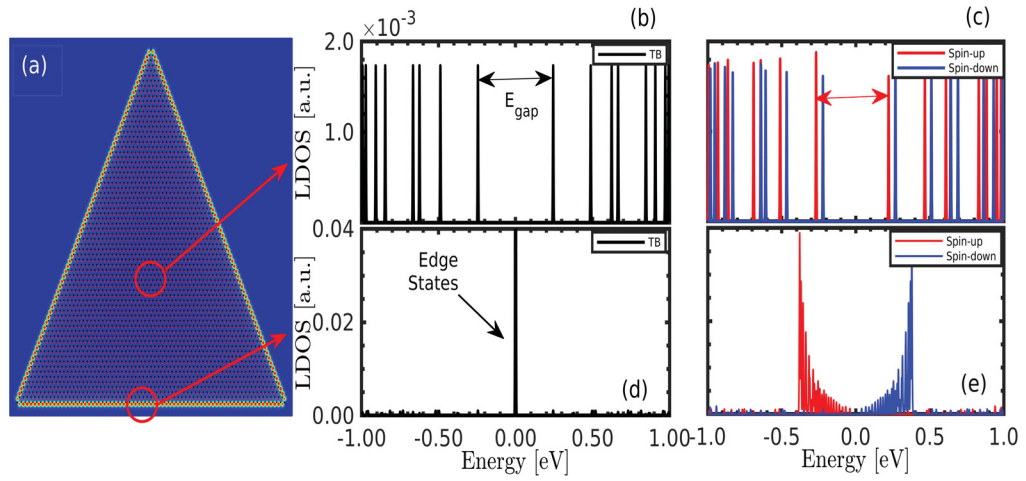 (a)
×10⁻³
(b)
2.0
1.0
0.04
0.02
0.00
LDOS [a.u.]
LDOS [a.u.]
TB
E_gap
TB
Edge
States
(d)
-1.00
-0.50
0.00
0.50
1.00
Energy [eV]
(c)
Spin-up
Spin-down
Spin-up
Spin-down
(e)
-1.0
-0.5
0.0
0.5
1.0
Energy [eV]